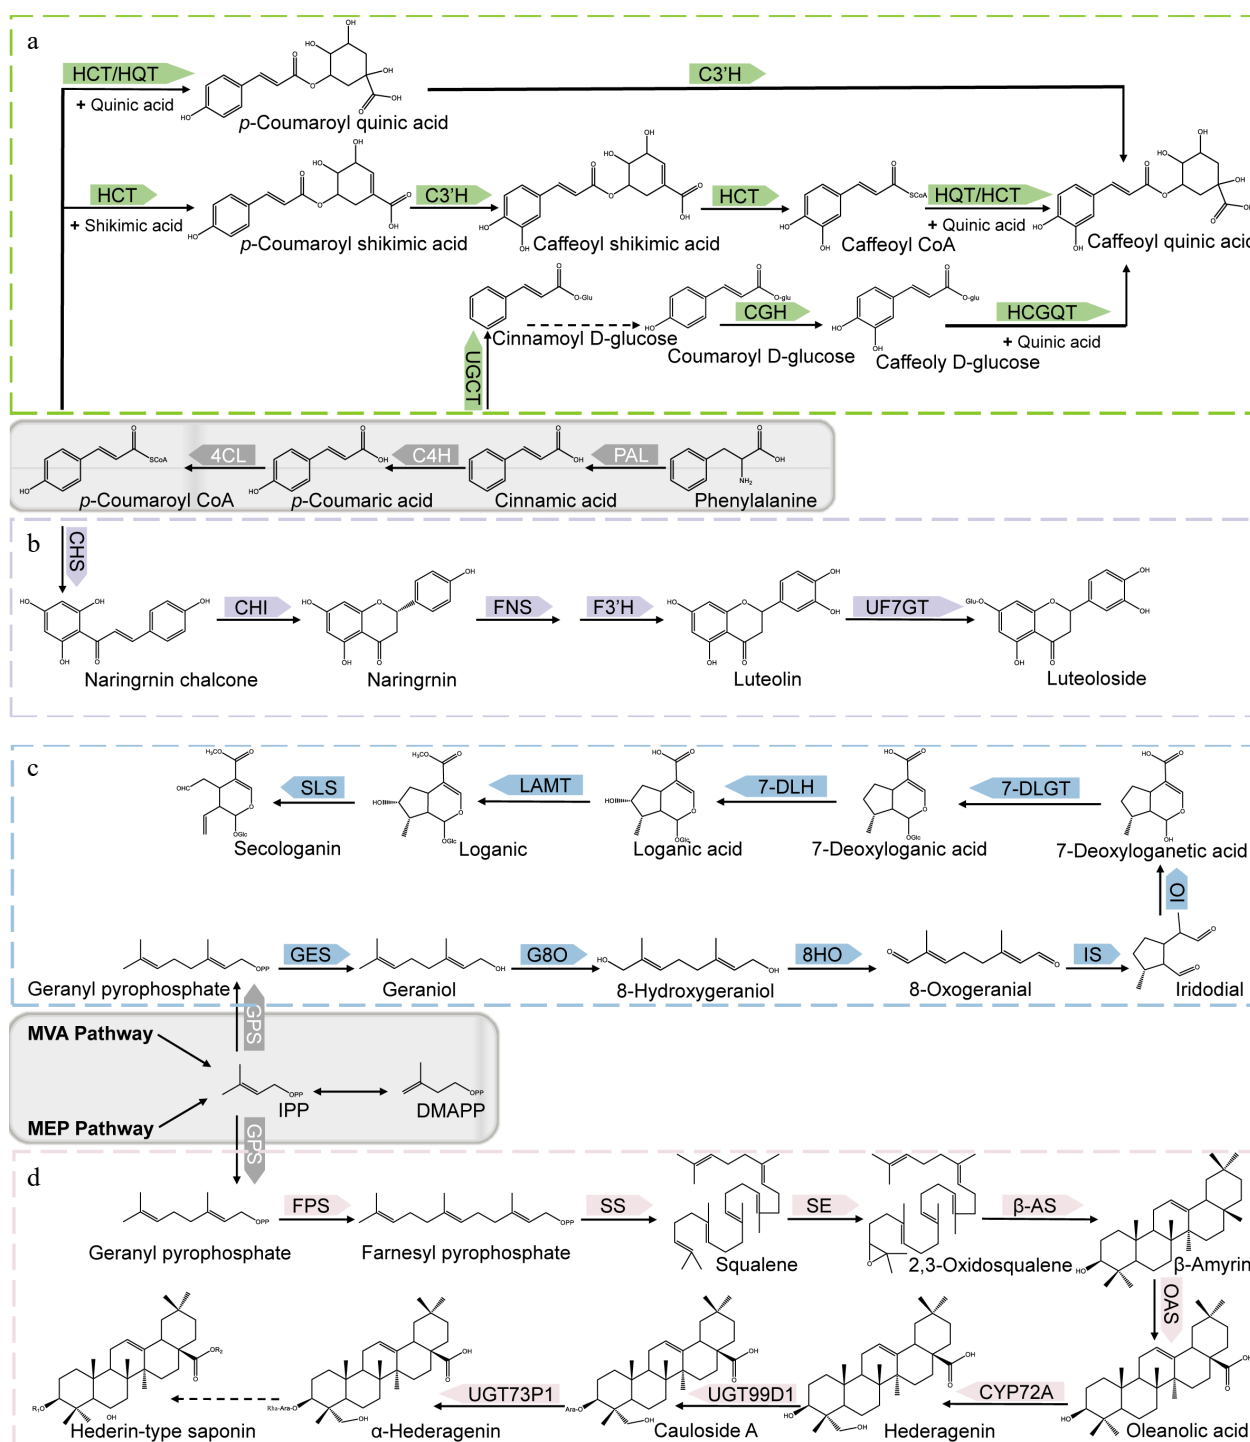 a
HCT/HQT
+ Quinic acid
p-Coumaroyl quinic acid
C3'H
HCT
+ Shikimic acid
p-Coumaroyl shikimic acid
C3'H
Caffeoyl shikimic acid
HCT
Caffeoyl CoA
HQT/HCT
+ Quinic acid
Caffeoyl quinic acid
UGCT
Cinnamoyl D-glucose
Coumaroyl D-glucose
CGH
Caffeoly D-glucose
HCGQT
+ Quinic acid
4CL
C4H
PAL
p-Coumaroyl CoA
p-Coumaric acid
Cinnamic acid
Phenylalanine
b
CHS
CHI
FNS
F3'H
UF7GT
Naringrnin chalcone
Naringrnin
Luteolin
Luteoloside
c
SLS
LAMT
7-DLH
7-DLGT
Secologanin
Loganic
Loganic acid
7-Deoxyloganic acid
7-Deoxyloganetic acid
OI
GES
G8O
8HO
IS
Geranyl pyrophosphate
Geraniol
8-Hydroxygeraniol
8-Oxogeranial
Iridodial
GPS
MVA Pathway
MEP Pathway
IPP
DMAPP
GPS
d
FPS
SS
SE
β-AS
Geranyl pyrophosphate
Farnesyl pyrophosphate
Squalene
2,3-Oxidosqualene
β-Amyrin
OAS
UGT73P1
UGT99D1
CYP72A
Hederin-type saponin
α-Hederagenin
Cauloside A
Hederagenin
Oleanolic acid